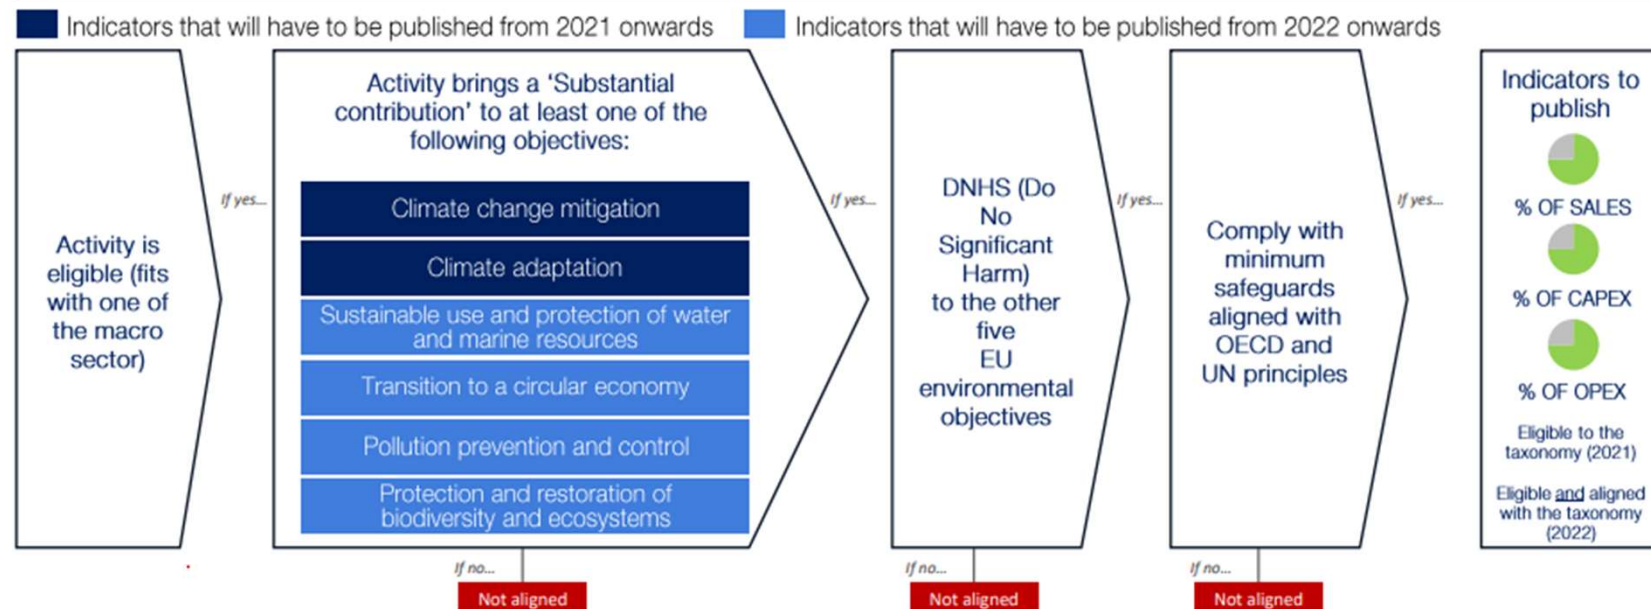 Indicators that will have to be published from 2021 onwards
Indicators that will have to be published from 2022 onwards
Activity is
eligible (fits
with one of
the macro
sector)
If yes...
Activity brings a ‘Substantial
contribution’ to at least one of the
following objectives:
Climate change mitigation
Climate adaptation
Sustainable use and protection of water
and marine resources
Transition to a circular economy
Pollution prevention and control
Protection and restoration of
biodiversity and ecosystems
If no...
Not aligned
If yes...
DNHS (Do
No
Significant
Harm)
to the other
five
EU
environmental
objectives
If no...
Not aligned
If yes...
Comply with
minimum
safeguards
aligned with
OECD and
UN principles
If no...
Not aligned
If yes...
Indicators to
publish
% OF SALES
% OF CAPEX
% OF OPEX
Eligible to the
taxonomy (2021)
Eligible and aligned
with the taxonomy
(2022)